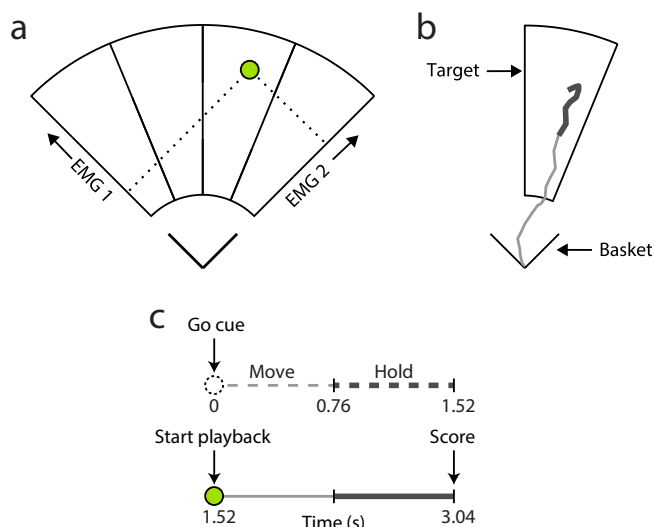 a
EMG 1
EMG 2
b
Target
Basket
c
Go cue
Move
Hold
0
0.76
1.52
Start playback
Score
1.52
Time (s)
3.04